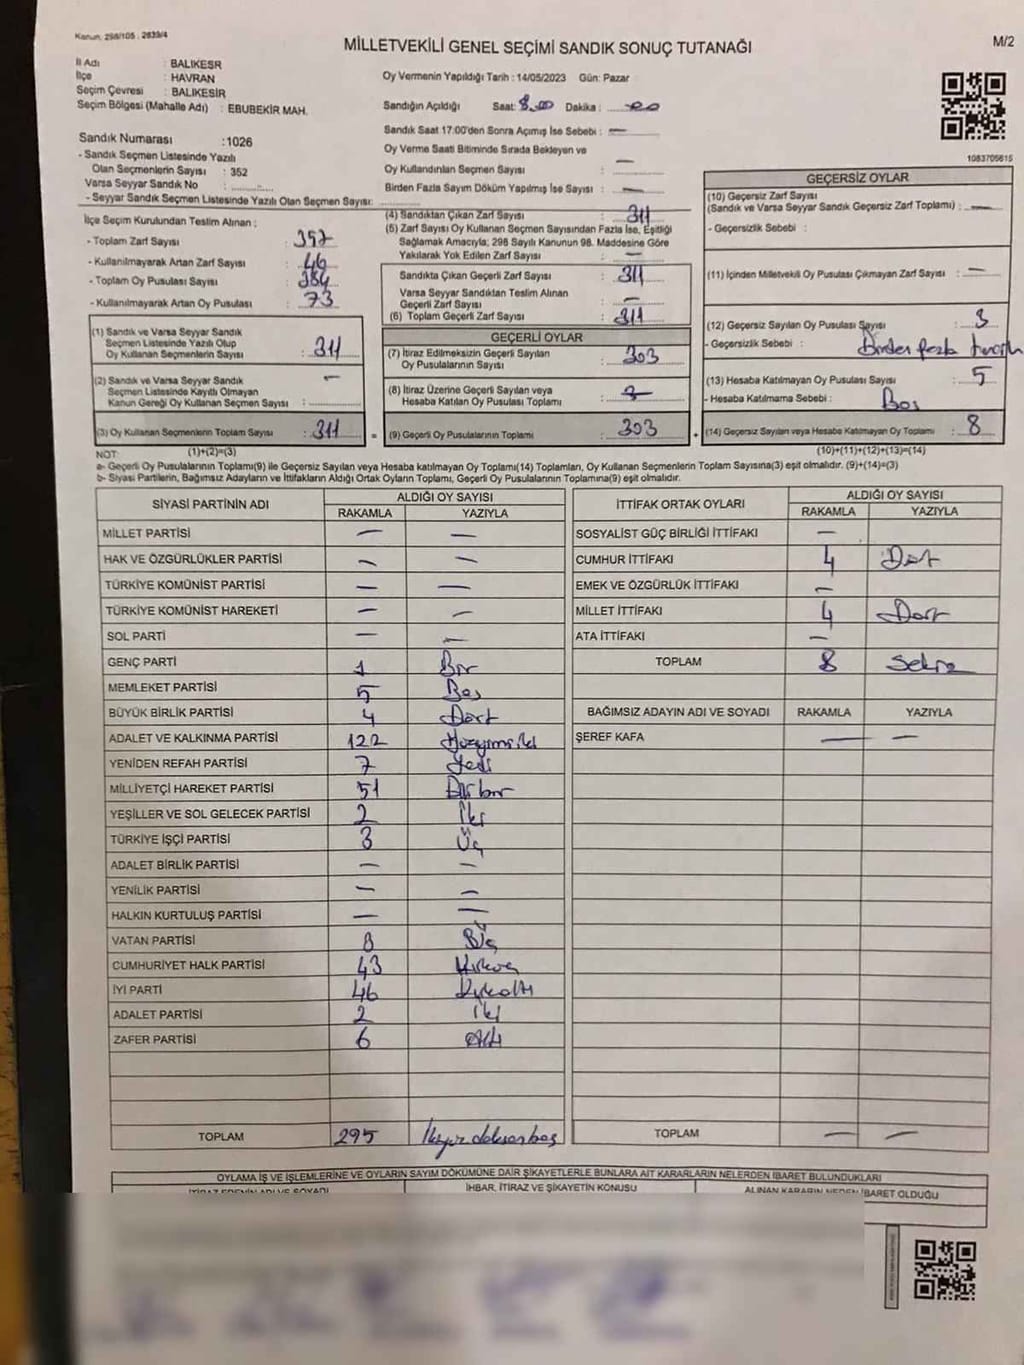 Kanun: 298/105 , 2839/4
M/2
MİLLETVEKİLİ GENEL SEÇİMİ SANDIK SONUÇ TUTANAĞI
İl Adı : BALIKESR
İlçe : HAVRAN
Seçim Çevresi : BALIKESİR
Seçim Bölgesi (Mahalle Adı) : EBUBEKİR MAH.
Oy Vermenin Yapıldığı Tarih : 14/05/2023 Gün: Pazar
Sandığın Açıldığı Saat: 8.00 Dakika : 00
Sandık Saat 17.00'den Sonra Açımış İse Sebebi : —
Oy Verme Saati Bitiminde Sırada Bekleyen ve
Oy Kullandırılan Seçmen Sayısı : —
Birden Fazla Sayım Döküm Yapılmış İse Sayısı : —
1083705615
Sandık Numarası : 1026
- Sandık Seçmen Listesinde Yazılı
Olan Seçmenlerin Sayısı : 352
Varsa Seyyar Sandık No :
- Seyyar Sandık Seçmen Listesinde Yazılı Olan Seçmen Sayısı:
İlçe Seçim Kurulundan Teslim Alınan :
- Toplam Zarf Sayısı : 357
- Kullanılmayarak Artan Zarf Sayısı : 46
- Toplam Oy Pusulası Sayısı : 384
- Kullanılmayarak Artan Oy Pusulası : 73
(1) Sandık ve Varsa Seyyar Sandık
Seçmen Listesinde Yazılı Olup
Oy Kullanan Seçmenlerin Sayısı : 311
(2) Sandık ve Varsa Seyyar Sandık
Seçmen Listesinde Kayıtlı Olmayan
Kanun Gereği Oy Kullanan Seçmen Sayısı : —
(3) Oy Kullanan Seçmenlerin Toplam Sayısı : 311
(1)+(2)=(3)
(4) Sandıktan Çıkan Zarf Sayısı : 311
(5) Zarf Sayısı Oy Kullanan Seçmen Sayısından Fazla İse, Eşitliği
Sağlamak Amacıyla; 298 Sayılı Kanunun 98. Maddesine Göre
Yakılarak Yok Edilen Zarf Sayısı : —
Sandıkta Çıkan Geçerli Zarf Sayısı : 311
Varsa Seyyar Sandıktan Teslim Alınan
Geçerli Zarf Sayısı : —
(6) Toplam Geçerli Zarf Sayısı : 311
GEÇERLİ OYLAR
(7) İtiraz Edilmeksizin Geçerli Sayılan
Oy Pusulalarının Sayısı : 303
(8) İtiraz Üzerine Geçerli Sayılan veya
Hesaba Katılan Oy Pusulası Toplamı :
= (9) Geçerli Oy Pusulalarının Toplamı : 303
GEÇERSİZ OYLAR
(10) Geçersiz Zarf Sayısı
(Sandık ve Varsa Seyyar Sandık Geçersiz Zarf Toplamı) : —
- Geçersizlik Sebebi :
(11) İçinden Milletvekili Oy Pusulası Çıkmayan Zarf Sayısı : —
(12) Geçersiz Sayılan Oy Pusulası Sayısı : 3
- Geçersizlik Sebebi : Birden fazla
(13) Hesaba Katılmayan Oy Pusulası Sayısı : 5
- Hesaba Katılmama Sebebi : Boş
+ (14) Geçersiz Sayılan veya Hesaba Katılmayan Oy Toplamı : 8
(10)+(11)+(12)+(13)=(14)
NOT:
a- Geçerli Oy Pusulalarının Toplamı(9) ile Geçersiz Sayılan veya Hesaba katılmayan Oy Toplamı(14) Toplamları, Oy Kullanan Seçmenlerin Toplam Sayısına(3) eşit olmalıdır. (9)+(14)=(3)
b- Siyasi Partilerin, Bağımsız Adayların ve İttifakların Aldığı Ortak Oyların Toplamı, Geçerli Oy Pusulalarının Toplamına(9) eşit olmalıdır.
SİYASİ PARTİNİN ADI ALDIĞI OY SAYISI
RAKAMLA YAZIYLA
MİLLET PARTİSİ — —
HAK VE ÖZGÜRLÜKLER PARTİSİ — —
TÜRKİYE KOMÜNİST PARTİSİ — —
TÜRKİYE KOMÜNİST HAREKETİ — —
SOL PARTİ — —
GENÇ PARTİ 1 Bir
MEMLEKET PARTİSİ 5 Beş
BÜYÜK BİRLİK PARTİSİ 4 Dört
ADALET VE KALKINMA PARTİSİ 122 Yüzyirmi iki
YENİDEN REFAH PARTİSİ 7 Yedi
MİLLİYETÇİ HAREKET PARTİSİ 51 Elli bir
YEŞİLLER VE SOL GELECEK PARTİSİ 2 İki
TÜRKİYE İŞÇİ PARTİSİ 3 Üç
ADALET BİRLİK PARTİSİ — —
YENİLİK PARTİSİ — —
HALKIN KURTULUŞ PARTİSİ — —
VATAN PARTİSİ
CUMHURİYET HALK PARTİSİ 43 Kırküç
İYİ PARTİ 46 Kırkaltı
ADALET PARTİSİ 2 İki
ZAFER PARTİSİ 6 Altı
TOPLAM 295 İkiyüz doksan beş
İTTİFAK ORTAK OYLARI ALDIĞI OY SAYISI
RAKAMLA YAZIYLA
SOSYALİST GÜÇ BİRLİĞİ İTTİFAKI —
CUMHUR İTTİFAKI 4 Dört
EMEK VE ÖZGÜRLÜK İTTİFAKI —
MİLLET İTTİFAKI 4 Dört
ATA İTTİFAKI —
TOPLAM 8 Sekiz
BAĞIMSIZ ADAYIN ADI VE SOYADI RAKAMLA YAZIYLA
ŞEREF KAFA — —
TOPLAM — —
OYLAMA İŞ VE İŞLEMLERİNE VE OYLARIN SAYIM DÖKÜMÜNE DAİR ŞİKAYETLERLE BUNLARA AİT KARARLARIN NELERDEN İBARET BULUNDUKLARI
İTİRAZ EDENİN ADI VE SOYADI İHBAR, İTİRAZ VE ŞİKAYETİN KONUSU ALINAN KARARIN NEDEN İBARET OLDUĞU